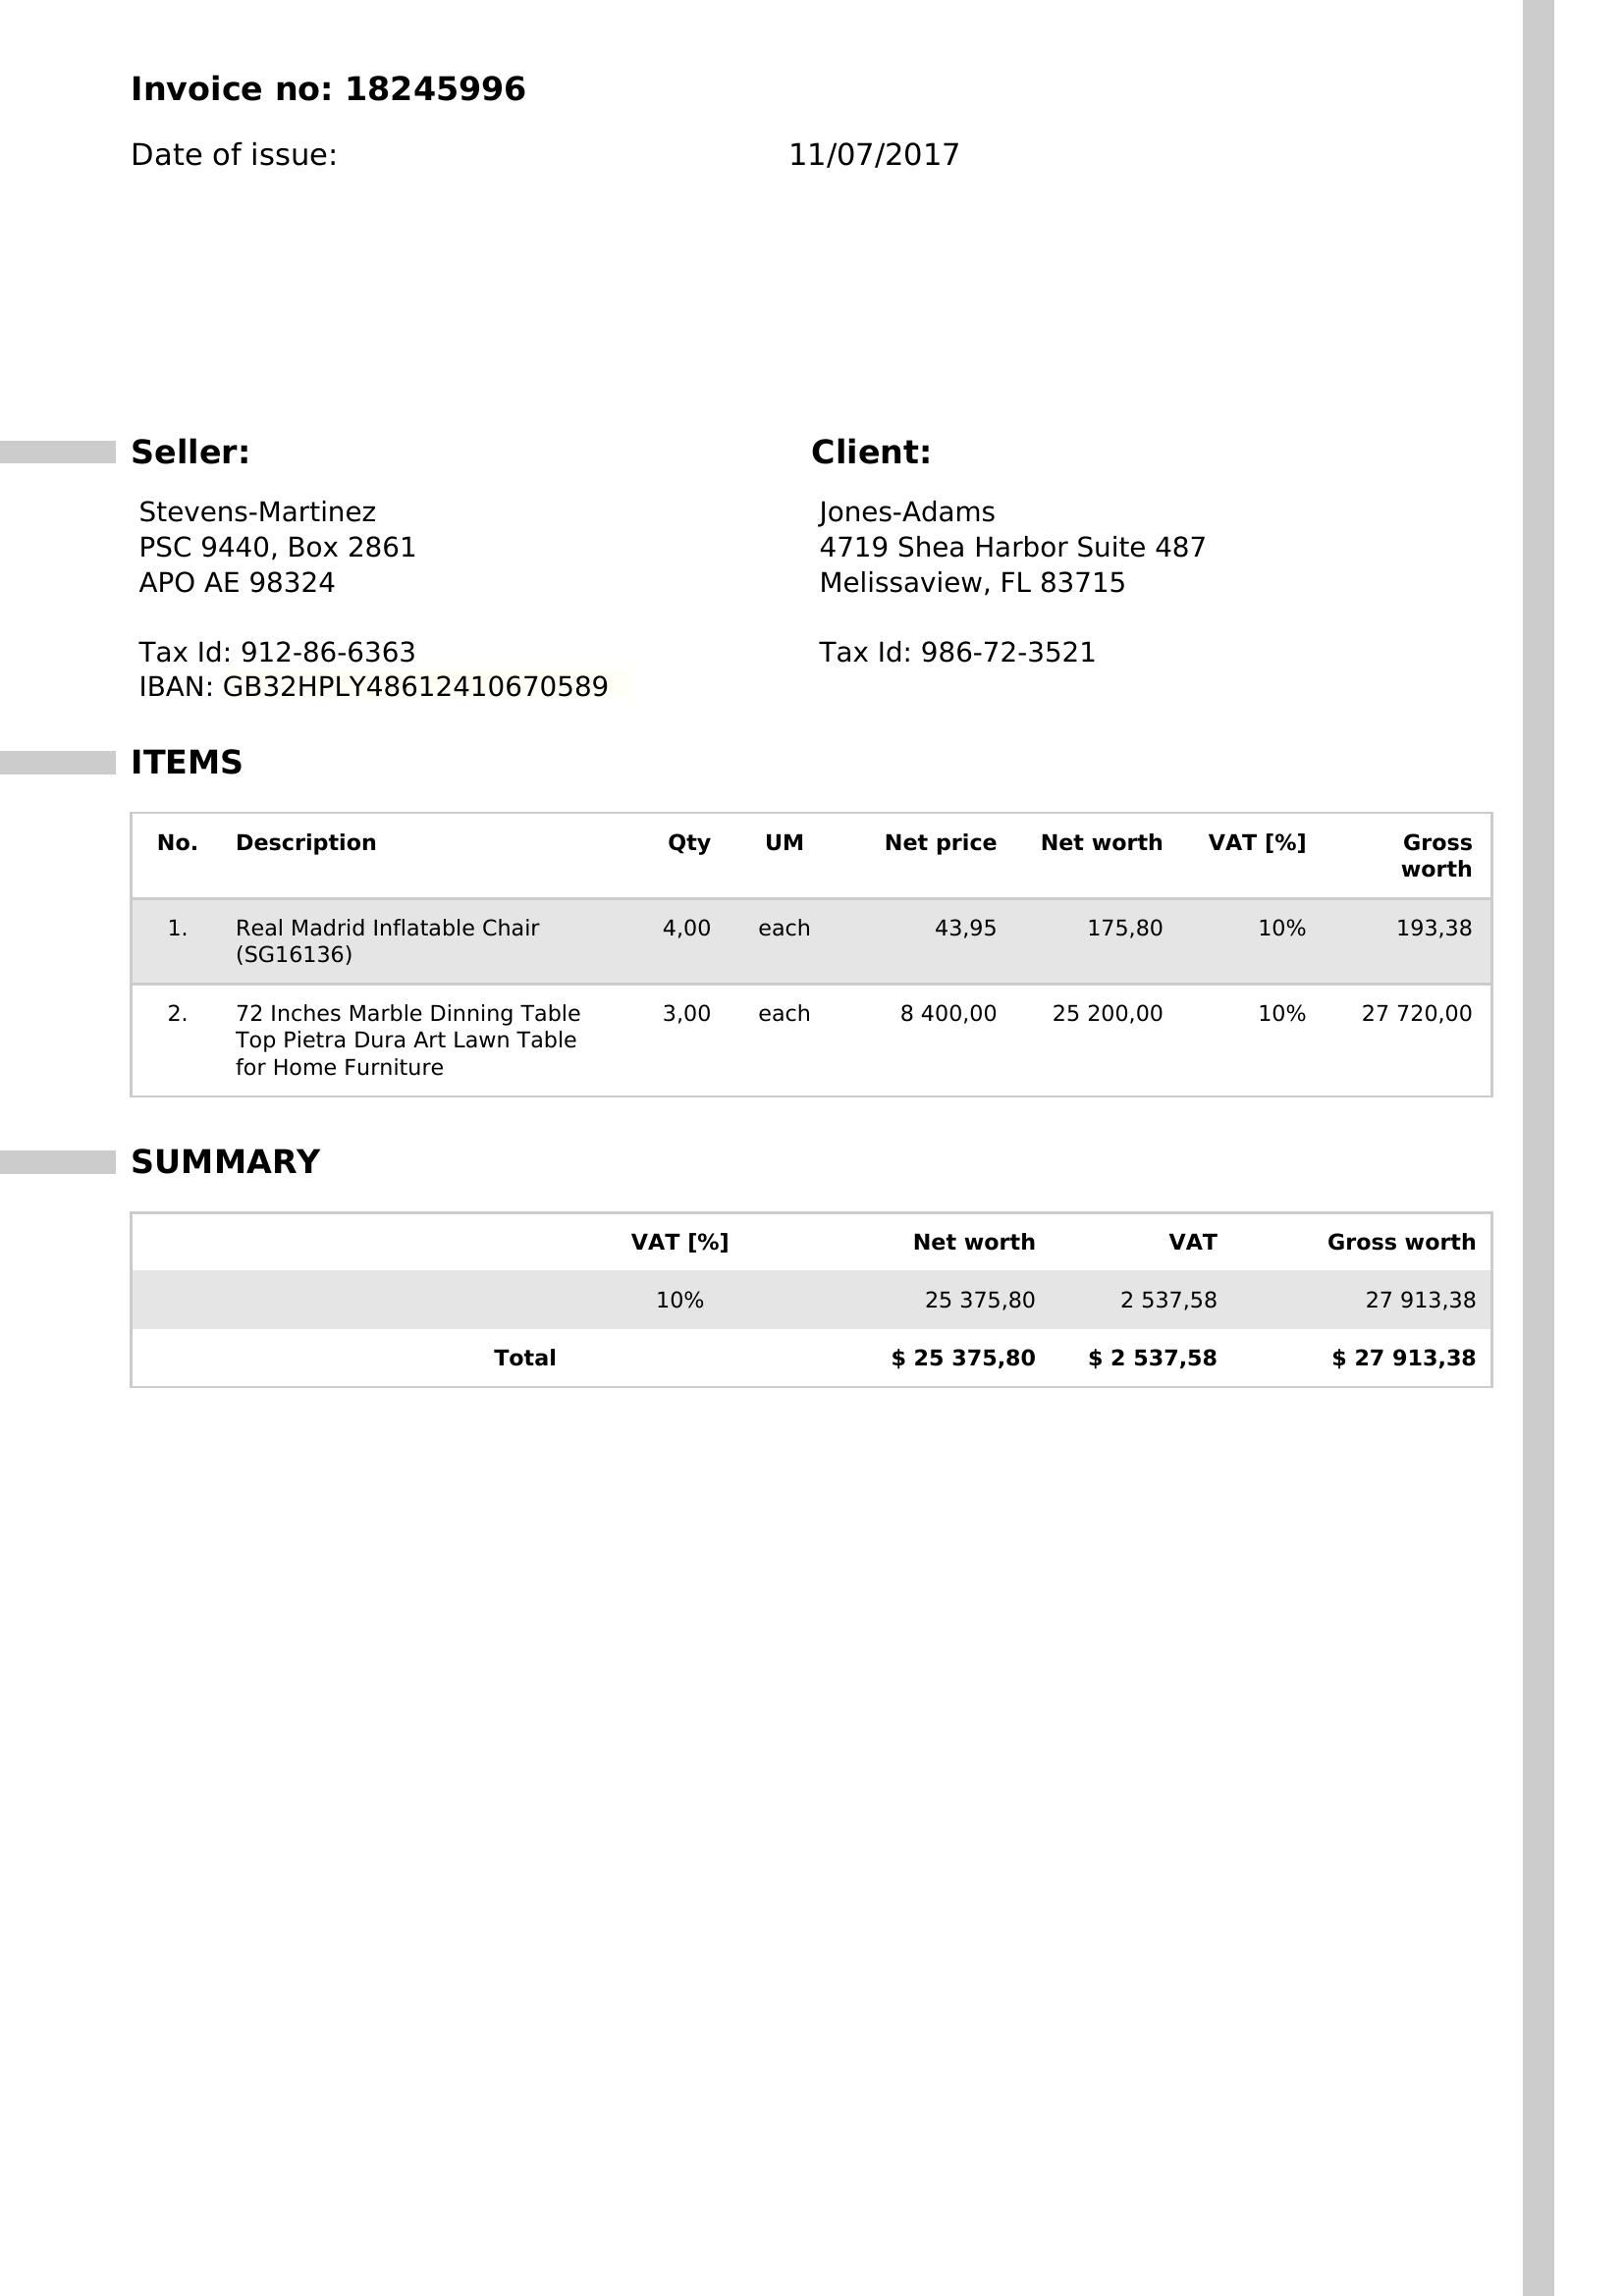 Invoice no: 18245996
Date of issue: 11/07/2017
Seller:
Stevens-Martinez
PSC 9440, Box 2861
APO AE 98324
Tax Id: 912-86-6363
IBAN: GB32HPLY48612410670589
Client:
Jones-Adams
4719 Shea Harbor Suite 487
Melissaview, FL 83715
Tax Id: 986-72-3521
ITEMS
No. Description Qty UM Net price Net worth VAT [%] Gross
worth
1. Real Madrid Inflatable Chair 4,00 each 43,95 175,80 10% 193,38
(SG16136)
2. 72 Inches Marble Dinning Table 3,00 each 8 400,00 25 200,00 10% 27 720,00
Top Pietra Dura Art Lawn Table
for Home Furniture
SUMMARY
VAT [%] Net worth VAT Gross worth
10% 25 375,80 2 537,58 27 913,38
Total $ 25 375,80 $ 2 537,58 $ 27 913,38